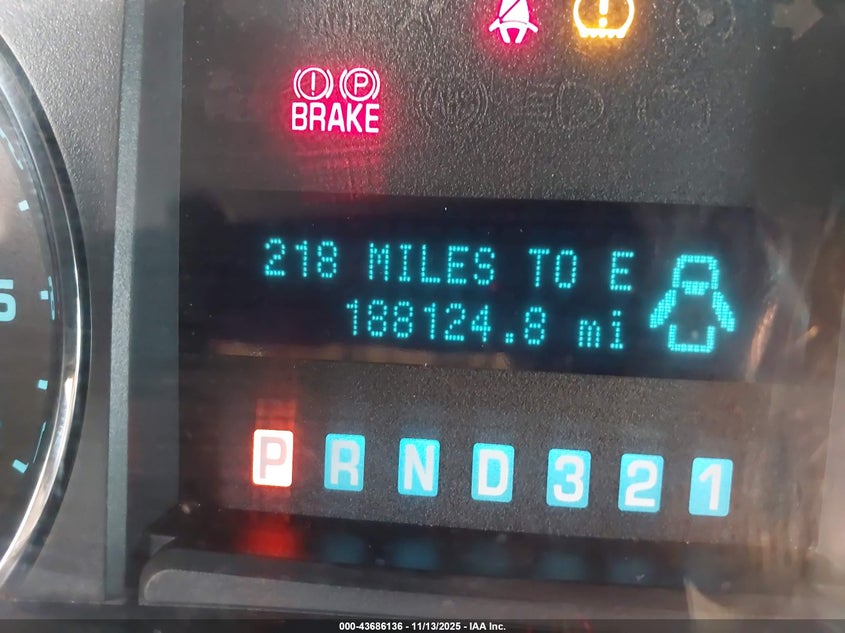 BRAKE
218 MILES TO E
188124.8 mi
P R N D 3 2 1
000-43686136 - 11/13/2025 - IAA Inc.